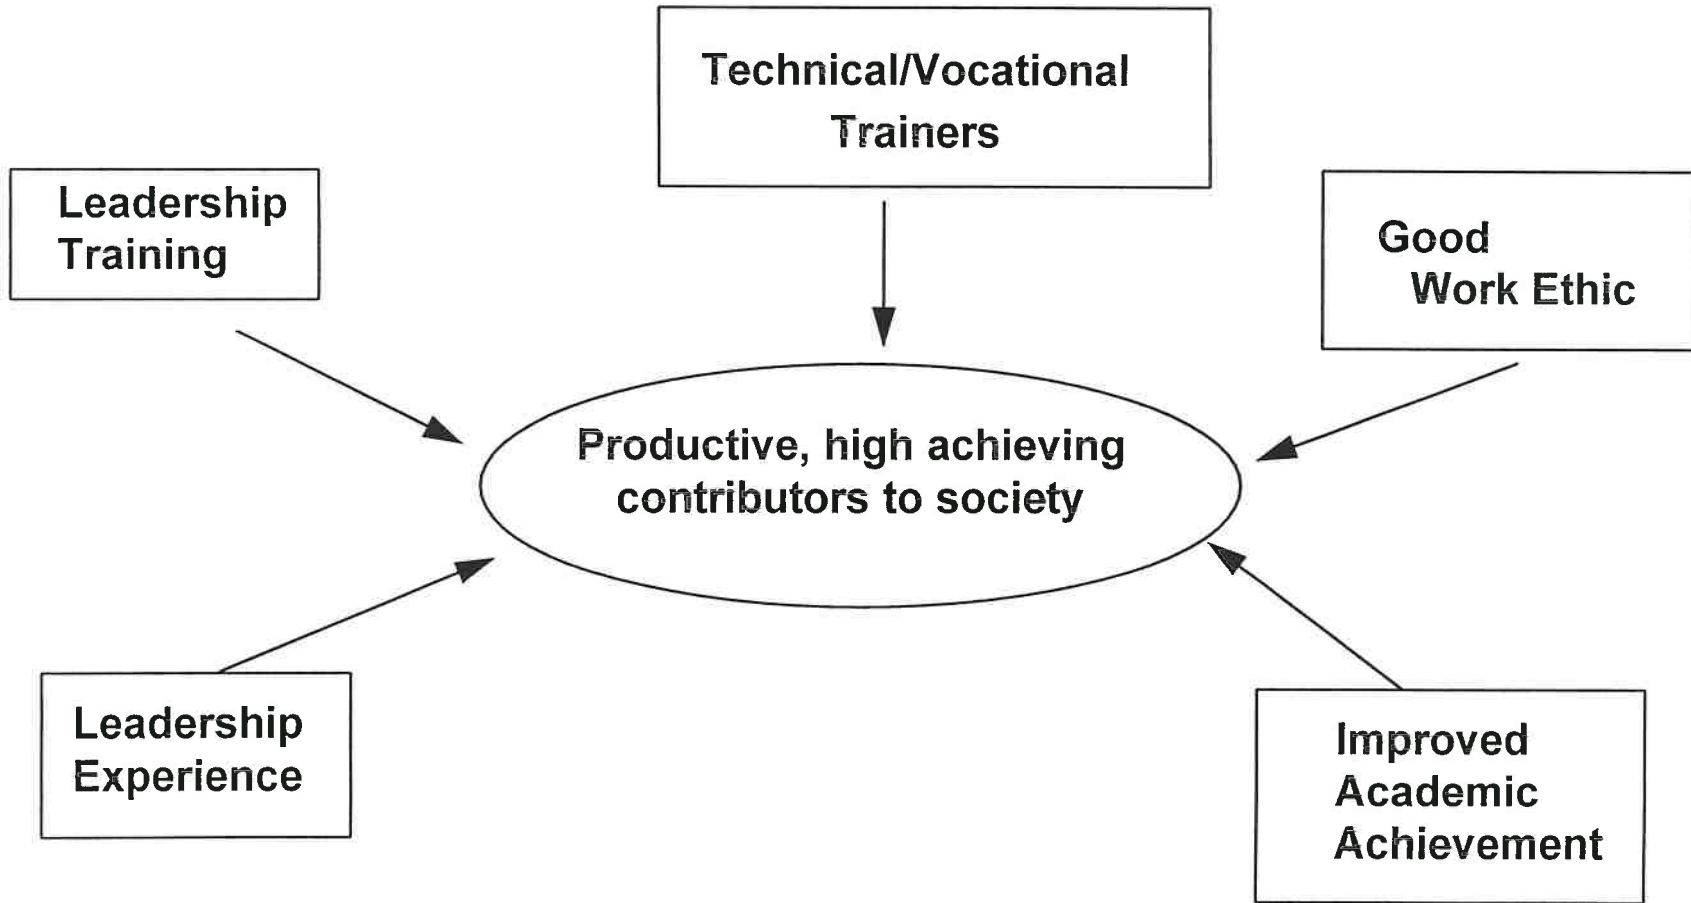 Technical/Vocational
Trainers
Leadership
Training
Good
Work Ethic
Productive, high achieving
contributors to society
Leadership
Experience
Improved
Academic
Achievement